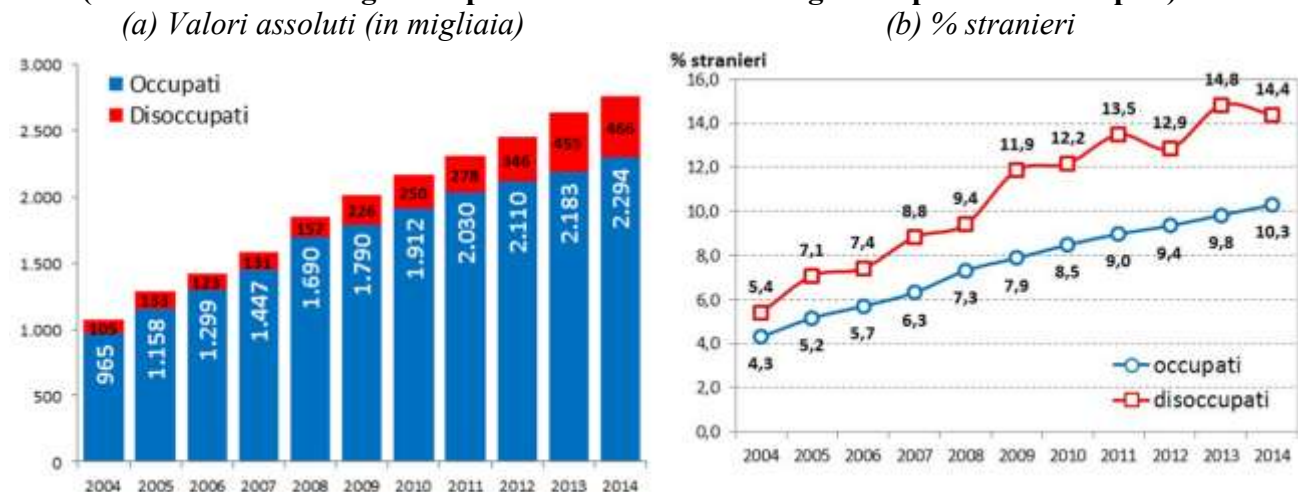 (a) Valori assoluti (in migliaia)
(b) % stranieri
3.000
2.500
2.000
1.500
1.000
500
0
Occupati
Disoccupati
105 133 123 131 157 226 250 278 346 455 466
965 1.158 1.299 1.447 1.690 1.790 1.912 2.030 2.110 2.183 2.294
2004 2005 2006 2007 2008 2009 2010 2011 2012 2013 2014
% stranieri
16,0
14,0
12,0
10,0
8,0
6,0
4,0
2,0
0,0
5,4 7,1 7,4 8,8 9,4 11,9 12,2 13,5 12,9 14,8 14,4
4,3 5,2 5,7 6,3 7,3 7,9 8,5 9,0 9,4 9,8 10,3
occupati
disoccupati
2004 2005 2006 2007 2008 2009 2010 2011 2012 2013 2014